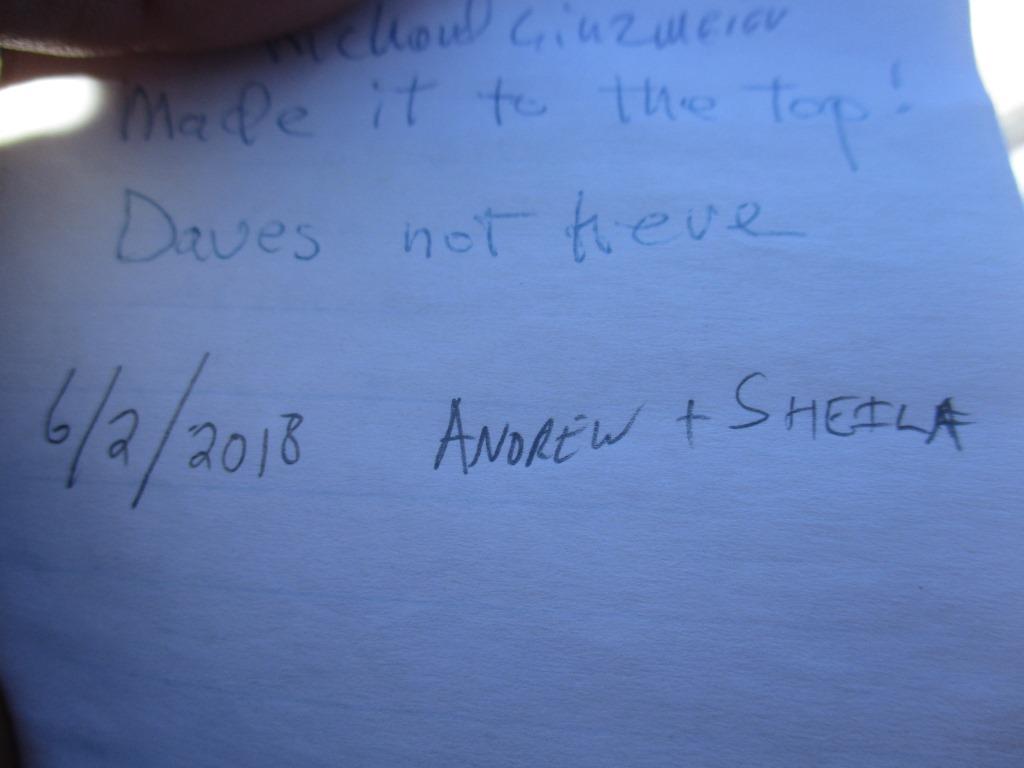 Made it to the top!
Daves not here
6/2/2018 ANDREW + SHEILA